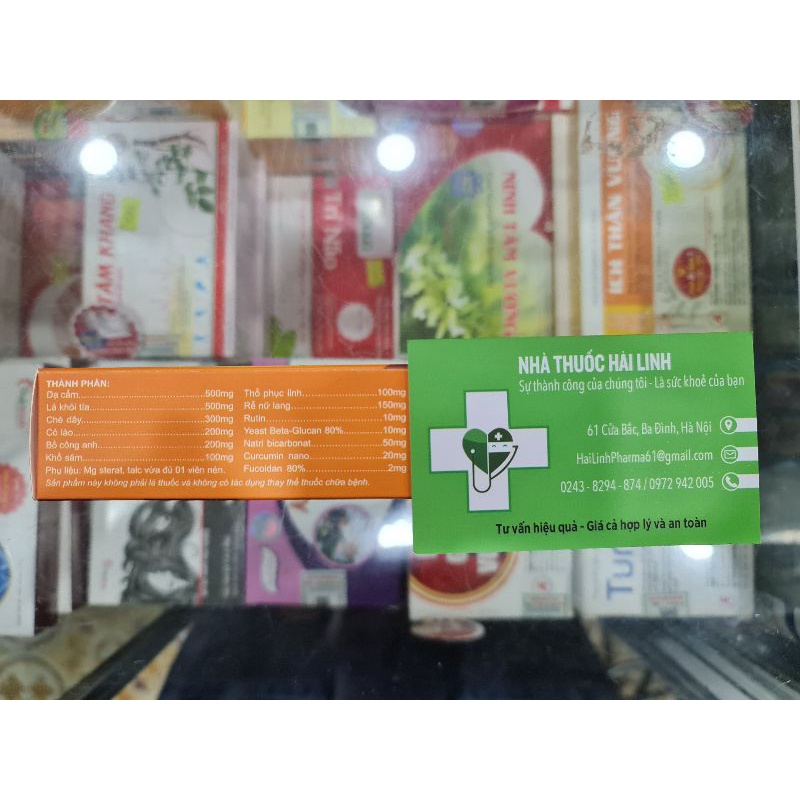 TÂM KHANG
Trí Não
NINH TÂM VƯƠNG
ÍCH THẬN VƯƠNG
THÀNH PHẦN:
Dạ cẩm.....................500mg
Lá khôi tía.....................500mg
Chè dây.....................300mg
Cỏ lào.....................200mg
Bồ công anh.....................200mg
Khổ sâm.....................100mg
Phụ liệu: Mg sterat, talc vừa đủ 01 viên nén.
Thổ phục linh.....................100mg
Rễ nữ lang.....................150mg
Rutin.....................10mg
Yeast Beta-Glucan 80%.....10mg
Natri bicarbonat.....................50mg
Curcumin nano.....................20mg
Fucoidan 80%.....................2mg
Sản phẩm này không phải là thuốc và không có tác dụng thay thế thuốc chữa bệnh.
NHÀ THUỐC HẢI LINH
Sự thành công của chúng tôi - Là sức khoẻ của bạn
61 Cửa Bắc, Ba Đình, Hà Nội
HaiLinhPharma61@gmail.com
0243 - 8294 - 874 / 0972 942 005
Tư vấn hiệu quả - Giá cả hợp lý và an toàn